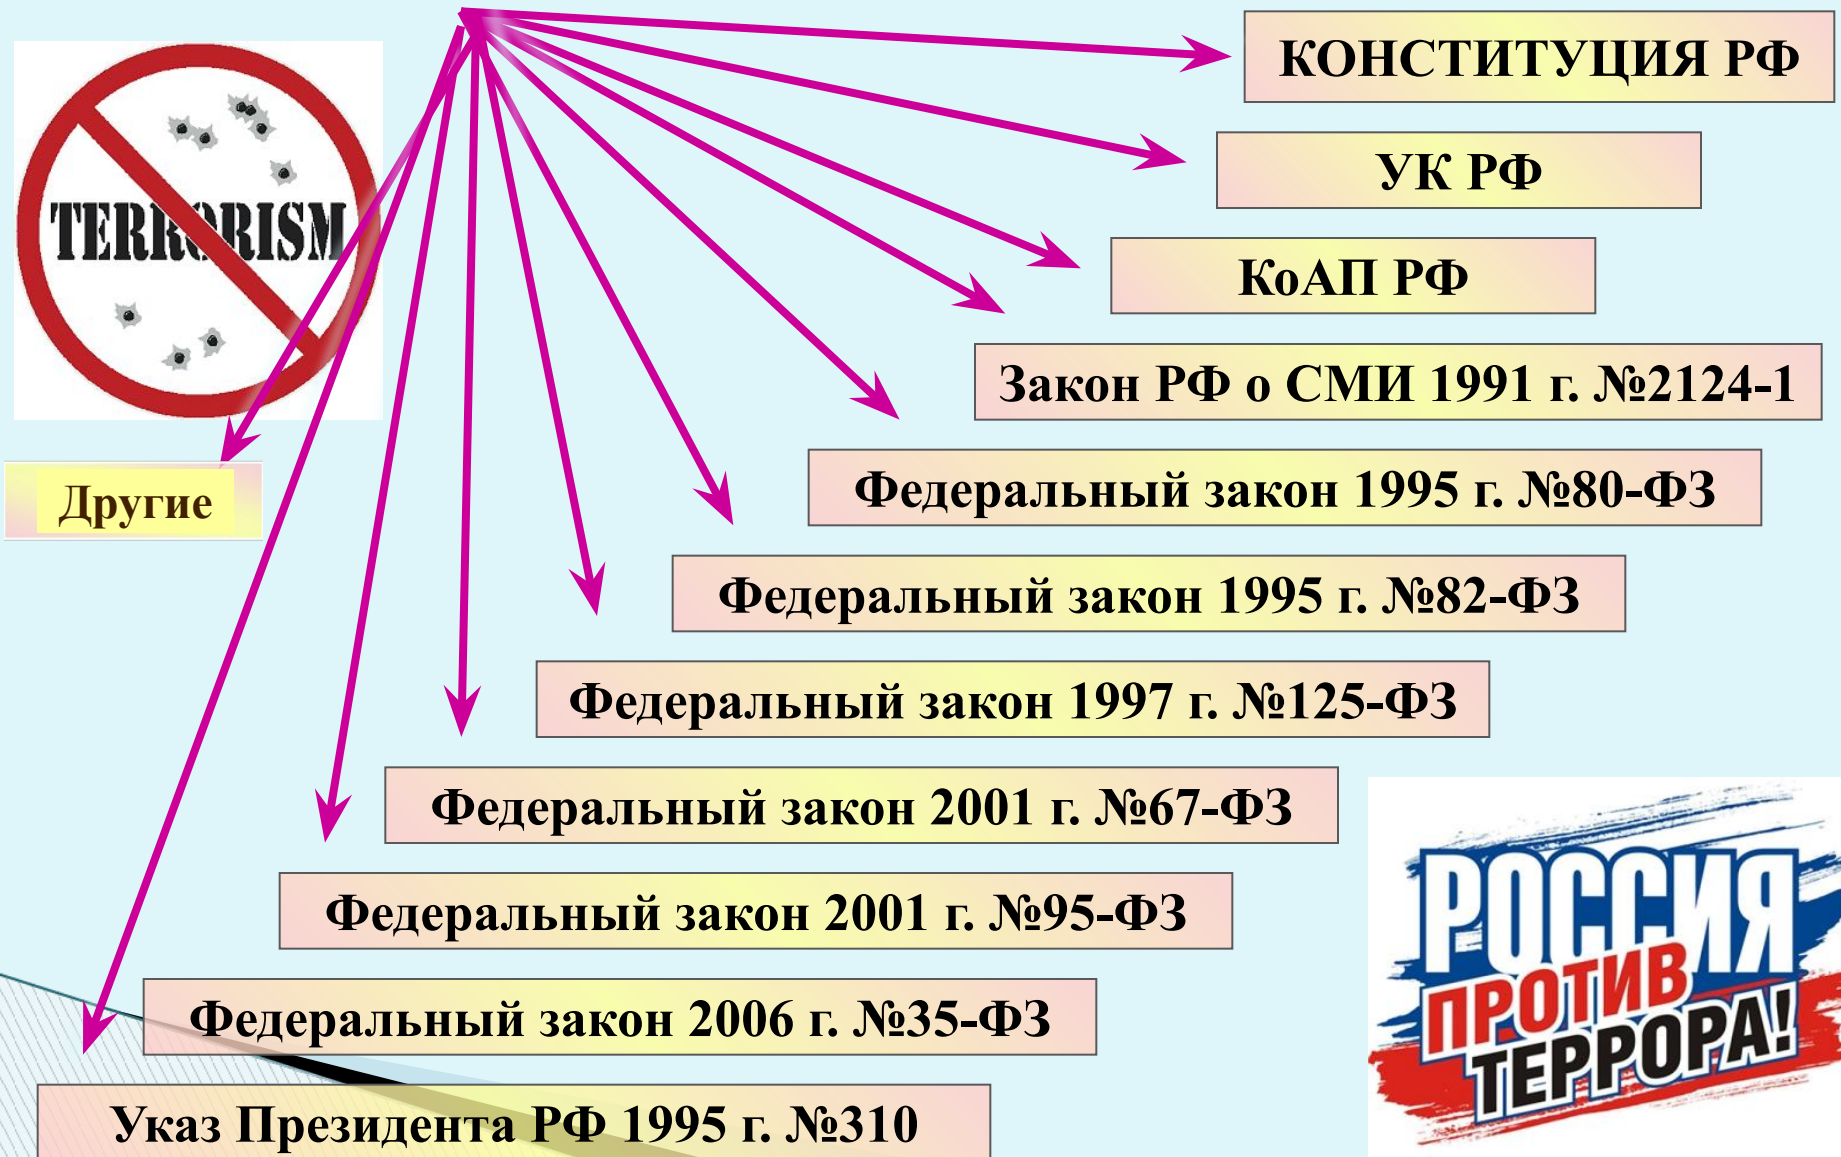 КОНСТИТУЦИЯ РФ
УК РФ
КоАП РФ
TERRORISM
Закон РФ о СМИ 1991 г. №2124-1
Федеральный закон 1995 г. №80-ФЗ
Другие
Федеральный закон 1995 г. №82-ФЗ
Федеральный закон 1997 г. №125-ФЗ
Федеральный закон 2001 г. №67-ФЗ
Федеральный закон 2001 г. №95-ФЗ
Федеральный закон 2006 г. №35-ФЗ
Указ Президента РФ 1995 г. №310
РОССИЯ
ПРОТИВ
ТЕРРОРА!